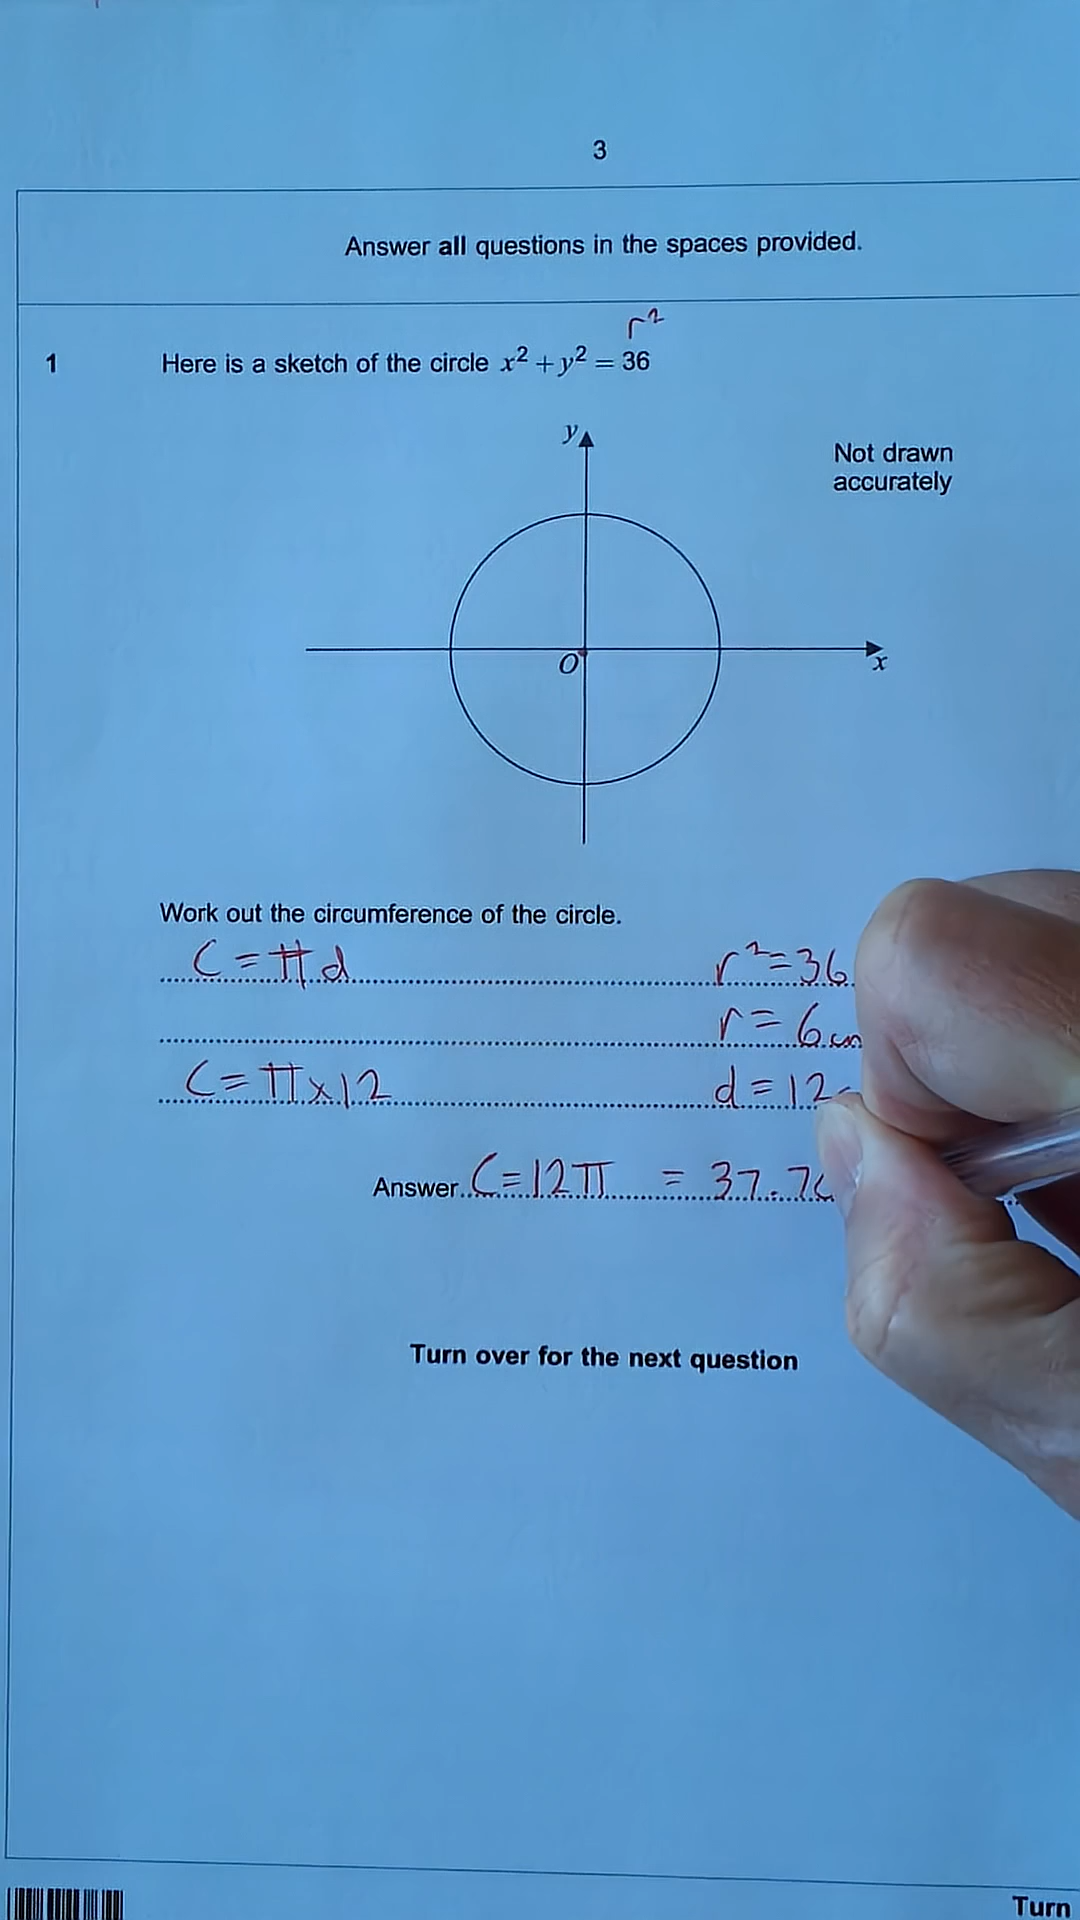 3
Answer all questions in the spaces provided.
r²
1 Here is a sketch of the circle x² + y² = 36
y
Not drawn
accurately
O
x
Work out the circumference of the circle.
C = πd r² = 36
r = 6cm
C = π x 12 d = 12
Answer C = 12π = 37.7
Turn over for the next question
Turn